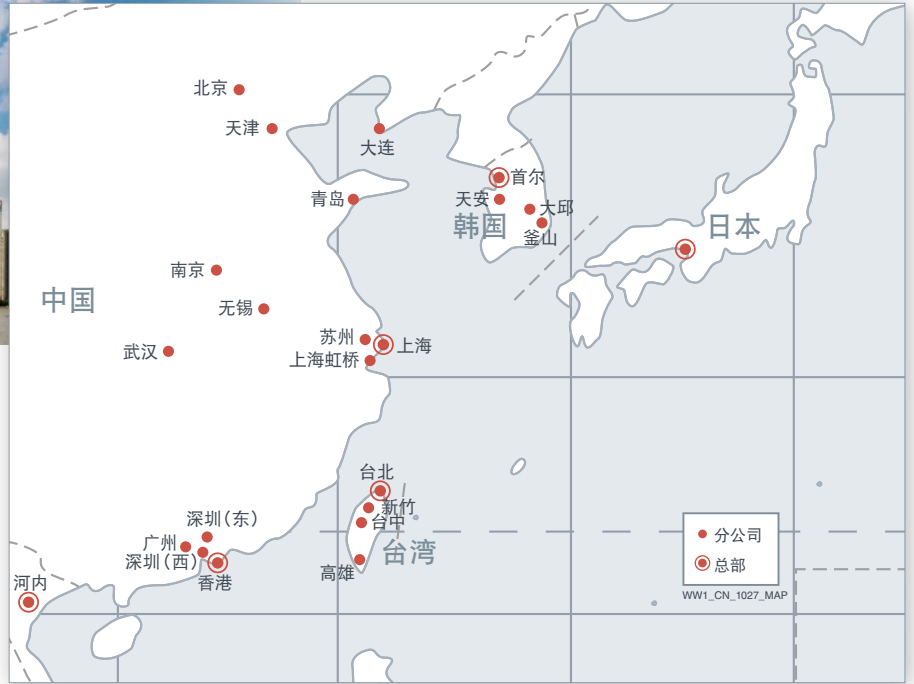 北京
天津
大连
首尔
青岛
天安
大邱
韩国
日本
釜山
南京
中国
无锡
苏州
上海
武汉
上海虹桥
台北
新竹
深圳(东)
台中
广州
台湾
深圳(西)
高雄
香港
河内
分公司
总部
WW1_CN_1027_MAP